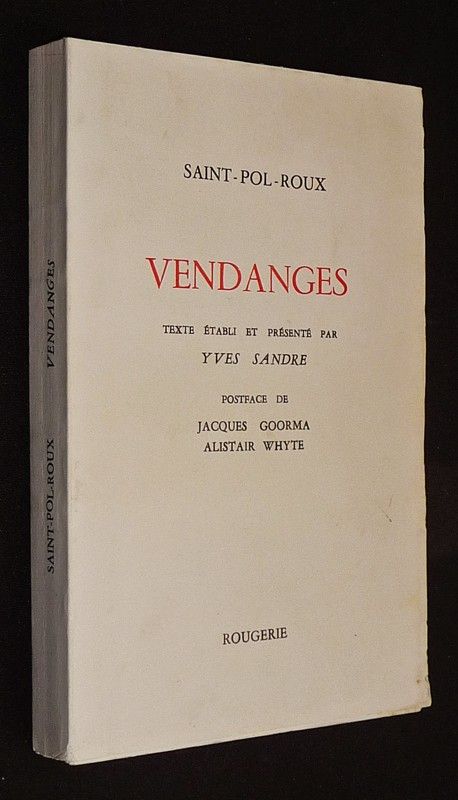 SAINT-POL-ROUX
VENDANGES
TEXTE ÉTABLI ET PRÉSENTÉ PAR
YVES SANDRE
POSTFACE DE
JACQUES GOORMA
ALISTAIR WHYTE
ROUGERIE
SAINT-POL-ROUX VENDANGES